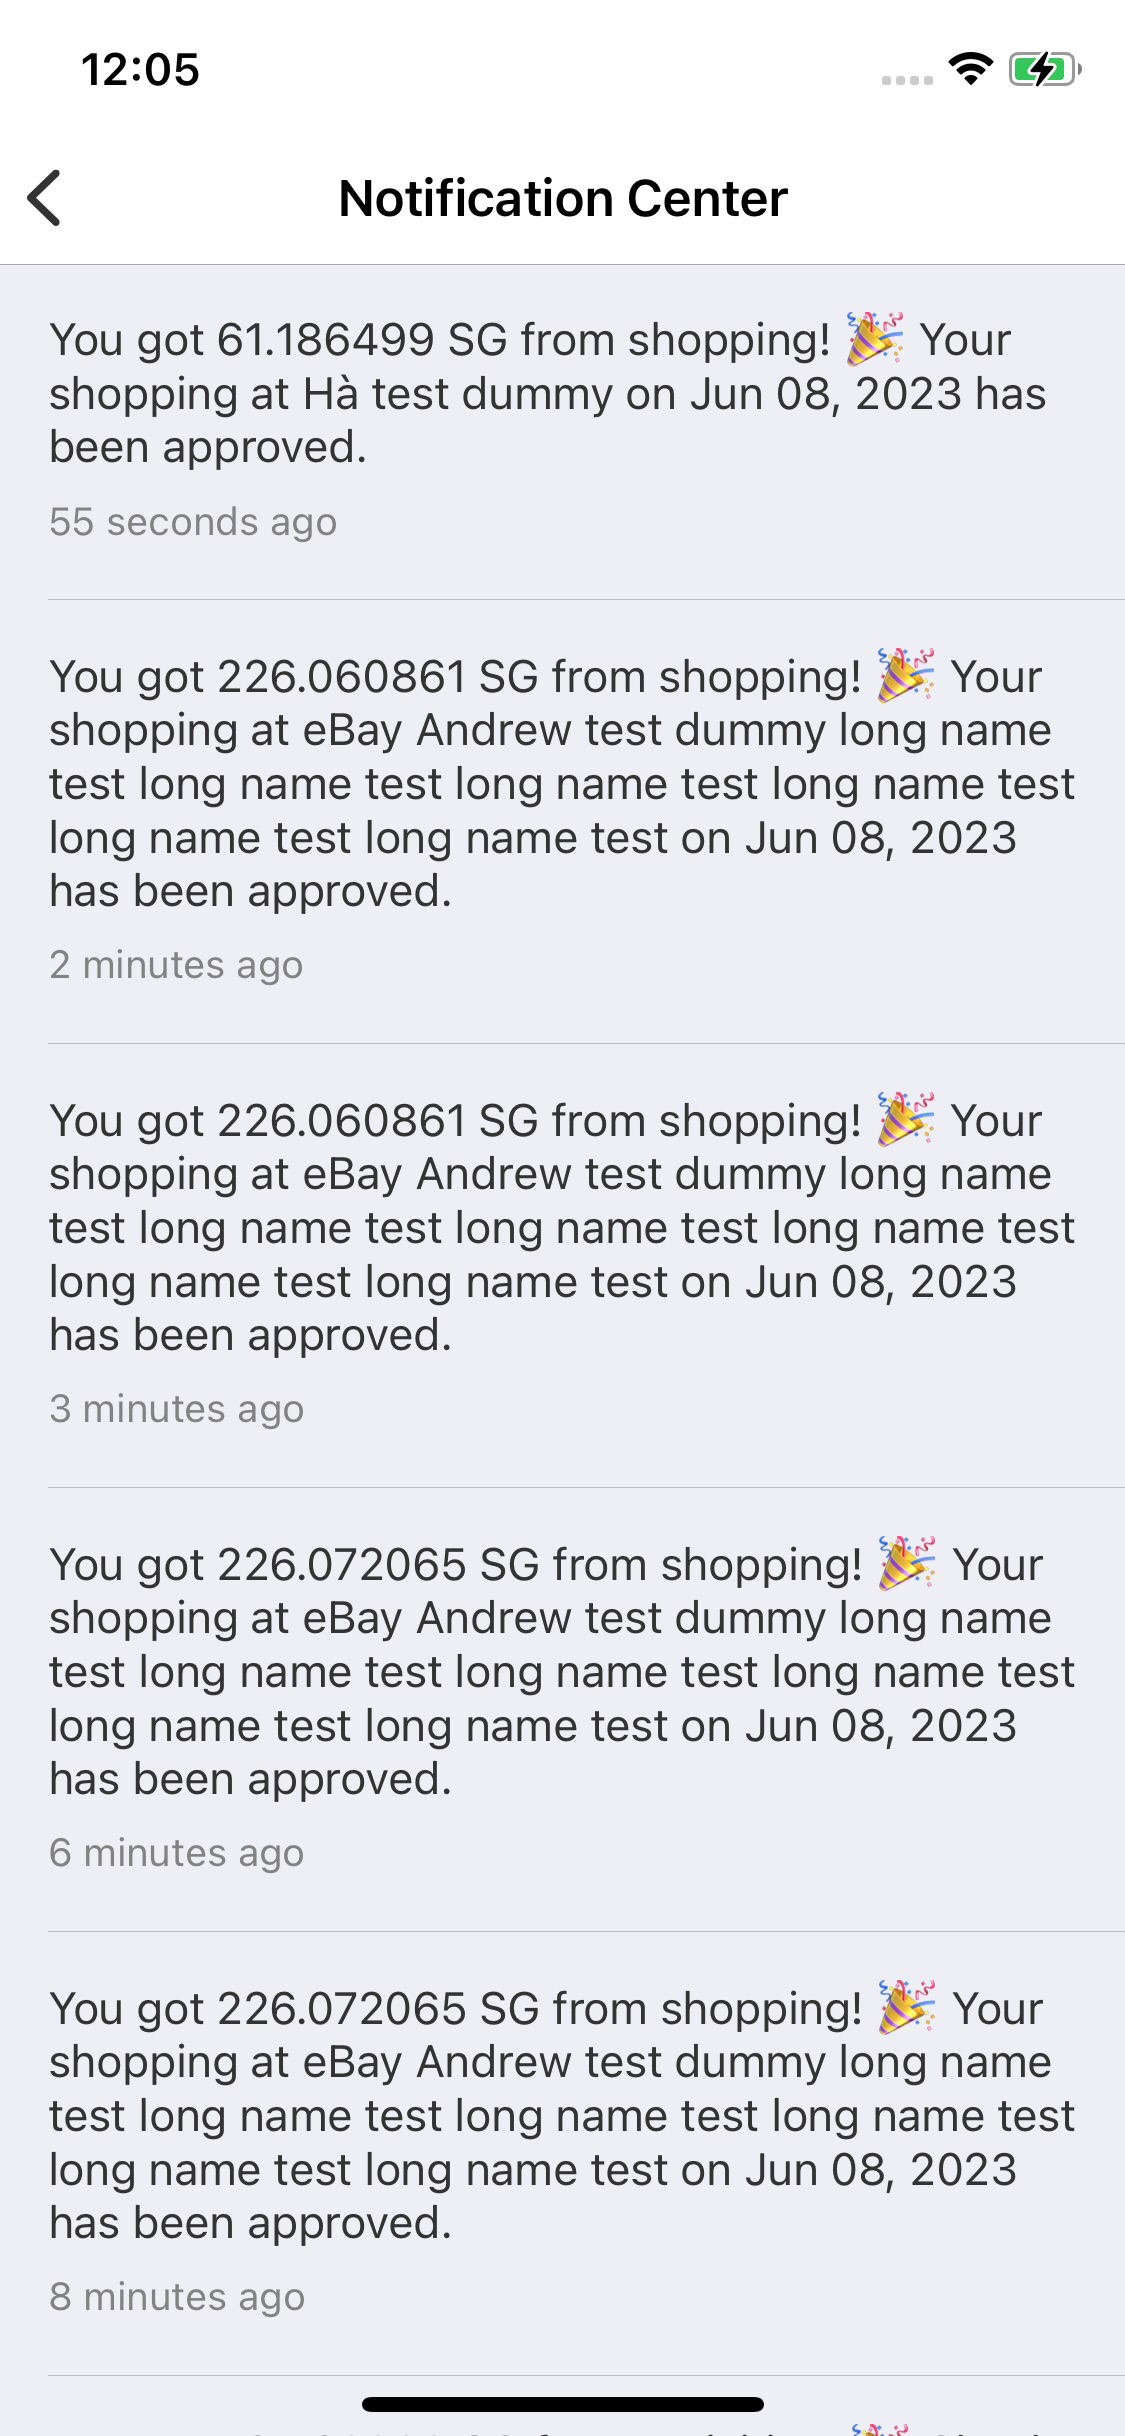 12:05
Notification Center
You got 61.186499 SG from shopping! 🎉 Your
shopping at Hà test dummy on Jun 08, 2023 has
been approved.
55 seconds ago
You got 226.060861 SG from shopping! 🎉 Your
shopping at eBay Andrew test dummy long name
test long name test long name test long name test
long name test long name test on Jun 08, 2023
has been approved.
2 minutes ago
You got 226.060861 SG from shopping! 🎉 Your
shopping at eBay Andrew test dummy long name
test long name test long name test long name test
long name test long name test on Jun 08, 2023
has been approved.
3 minutes ago
You got 226.072065 SG from shopping! 🎉 Your
shopping at eBay Andrew test dummy long name
test long name test long name test long name test
long name test long name test on Jun 08, 2023
has been approved.
6 minutes ago
You got 226.072065 SG from shopping! 🎉 Your
shopping at eBay Andrew test dummy long name
test long name test long name test long name test
long name test long name test on Jun 08, 2023
has been approved.
8 minutes ago